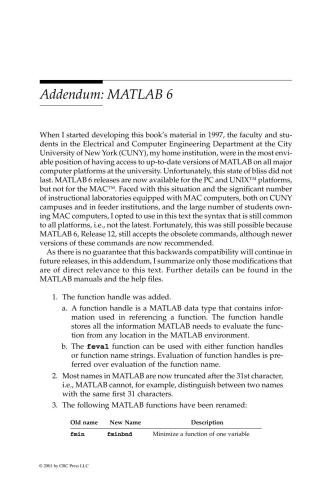 Addendum: MATLAB 6
When I started developing this book's material in 1997, the faculty and stu-
dents in the Electrical and Computer Engineering Department at the City
University of New York (CUNY), my home institution, were in the most envi-
able position of having access to up-to-date versions of MATLAB on all major
computer platforms at the university. Unfortunately, this state of bliss did not
last. MATLAB 6 releases are now available for the PC and UNIX™ platforms,
but not for the MAC™. Faced with this situation and the significant number
of instructional laboratories equipped with MAC computers, both on CUNY
campuses and in feeder institutions, and the large number of students own-
ing MAC computers, I opted to use in this text the syntax that is still common
to all platforms, i.e., not the latest. Fortunately, this was still possible because
MATLAB 6, Release 12, still accepts the obsolete commands, although newer
versions of these commands are now recommended.
As there is no guarantee that this backwards compatibility will continue in
future releases, in this addendum, I summarize only those modifications that
are of direct relevance to this text. Further details can be found in the
MATLAB manuals and the help files.
1. The function handle was added.
a. A function handle is a MATLAB data type that contains infor-
mation used in referencing a function. The function handle
stores all the information MATLAB needs to evaluate the func-
tion from any location in the MATLAB environment.
b. The feval function can be used with either function handles
or function name strings. Evaluation of function handles is pre-
ferred over evaluation of the function name.
2. Most names in MATLAB are now truncated after the 31st character,
i.e., MATLAB cannot, for example, distinguish between two names
with the same first 31 characters.
3. The following MATLAB functions have been renamed:
Old name New Name Description
fmin fminbnd Minimize a function of one variable
© 2001 by CRC Press LLC